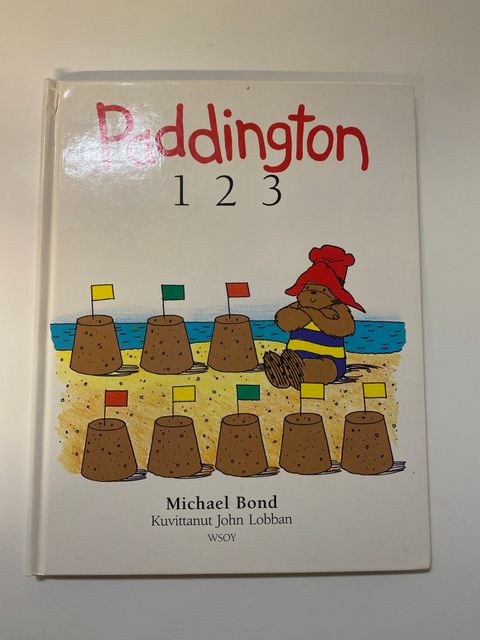 Paddington
1 2 3
Michael Bond
Kuvittanut John Lobban
WSOY